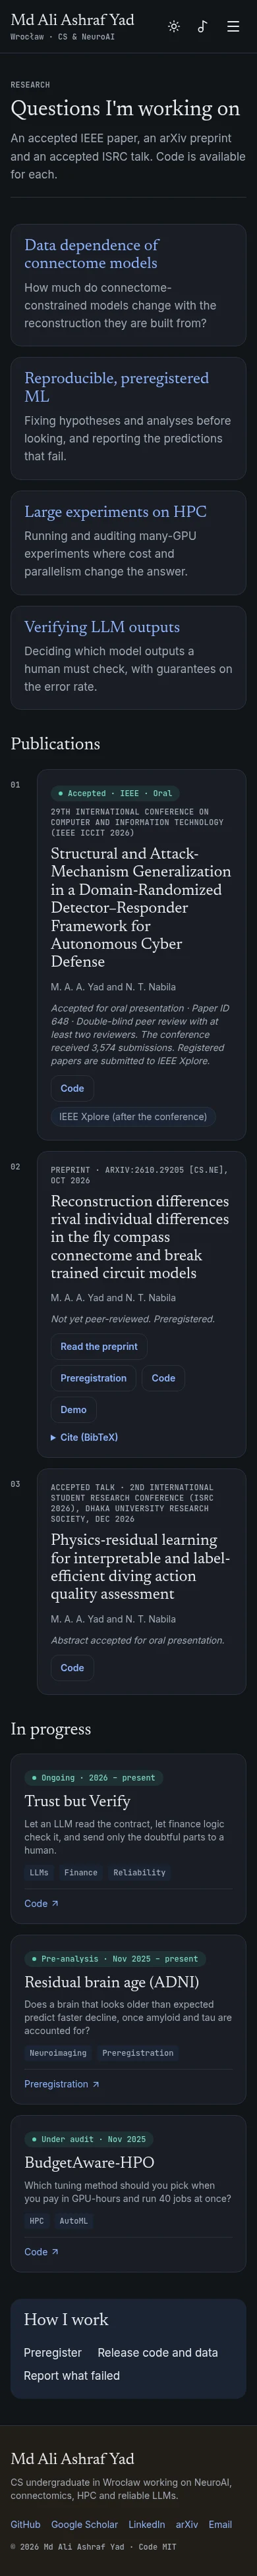 Md Ali Ashraf Yad
Wrocław · CS & NeuroAI
RESEARCH
Questions I'm working on
An accepted IEEE paper, an arXiv preprint
and an accepted ISRC talk. Code is available
for each.
Data dependence of
connectome models
How much do connectome-
constrained models change with the
reconstruction they are built from?
Reproducible, preregistered
ML
Fixing hypotheses and analyses before
looking, and reporting the predictions
that fail.
Large experiments on HPC
Running and auditing many-GPU
experiments where cost and
parallelism change the answer.
Verifying LLM outputs
Deciding which model outputs a
human must check, with guarantees on
the error rate.
Publications
01
Accepted · IEEE · Oral
29TH INTERNATIONAL CONFERENCE ON
COMPUTER AND INFORMATION TECHNOLOGY
(IEEE ICCIT 2026)
Structural and Attack-
Mechanism Generalization
in a Domain-Randomized
Detector–Responder
Framework for
Autonomous Cyber
Defense
M. A. A. Yad and N. T. Nabila
Accepted for oral presentation · Paper ID
648 · Double-blind peer review with at
least two reviewers. The conference
received 3,574 submissions. Registered
papers are submitted to IEEE Xplore.
Code
IEEE Xplore (after the conference)
02
PREPRINT · ARXIV:2610.29205 [CS.NE],
OCT 2026
Reconstruction differences
rival individual differences
in the fly compass
connectome and break
trained circuit models
M. A. A. Yad and N. T. Nabila
Not yet peer-reviewed. Preregistered.
Read the preprint
Preregistration
Code
Demo
Cite (BibTeX)
03
ACCEPTED TALK · 2ND INTERNATIONAL
STUDENT RESEARCH CONFERENCE (ISRC
2026), DHAKA UNIVERSITY RESEARCH
SOCIETY, DEC 2026
Physics-residual learning
for interpretable and label-
efficient diving action
quality assessment
M. A. A. Yad and N. T. Nabila
Abstract accepted for oral presentation.
Code
In progress
Ongoing · 2026 – present
Trust but Verify
Let an LLM read the contract, let finance logic
check it, and send only the doubtful parts to a
human.
LLMs Finance Reliability
Code ↗
Pre-analysis · Nov 2025 – present
Residual brain age (ADNI)
Does a brain that looks older than expected
predict faster decline, once amyloid and tau are
accounted for?
Neuroimaging Preregistration
Preregistration ↗
Under audit · Nov 2025
BudgetAware-HPO
Which tuning method should you pick when
you pay in GPU-hours and run 40 jobs at once?
HPC AutoML
Code ↗
How I work
Preregister Release code and data
Report what failed
Md Ali Ashraf Yad
CS undergraduate in Wrocław working on NeuroAI,
connectomics, HPC and reliable LLMs.
GitHub Google Scholar LinkedIn arXiv Email
© 2026 Md Ali Ashraf Yad · Code MIT